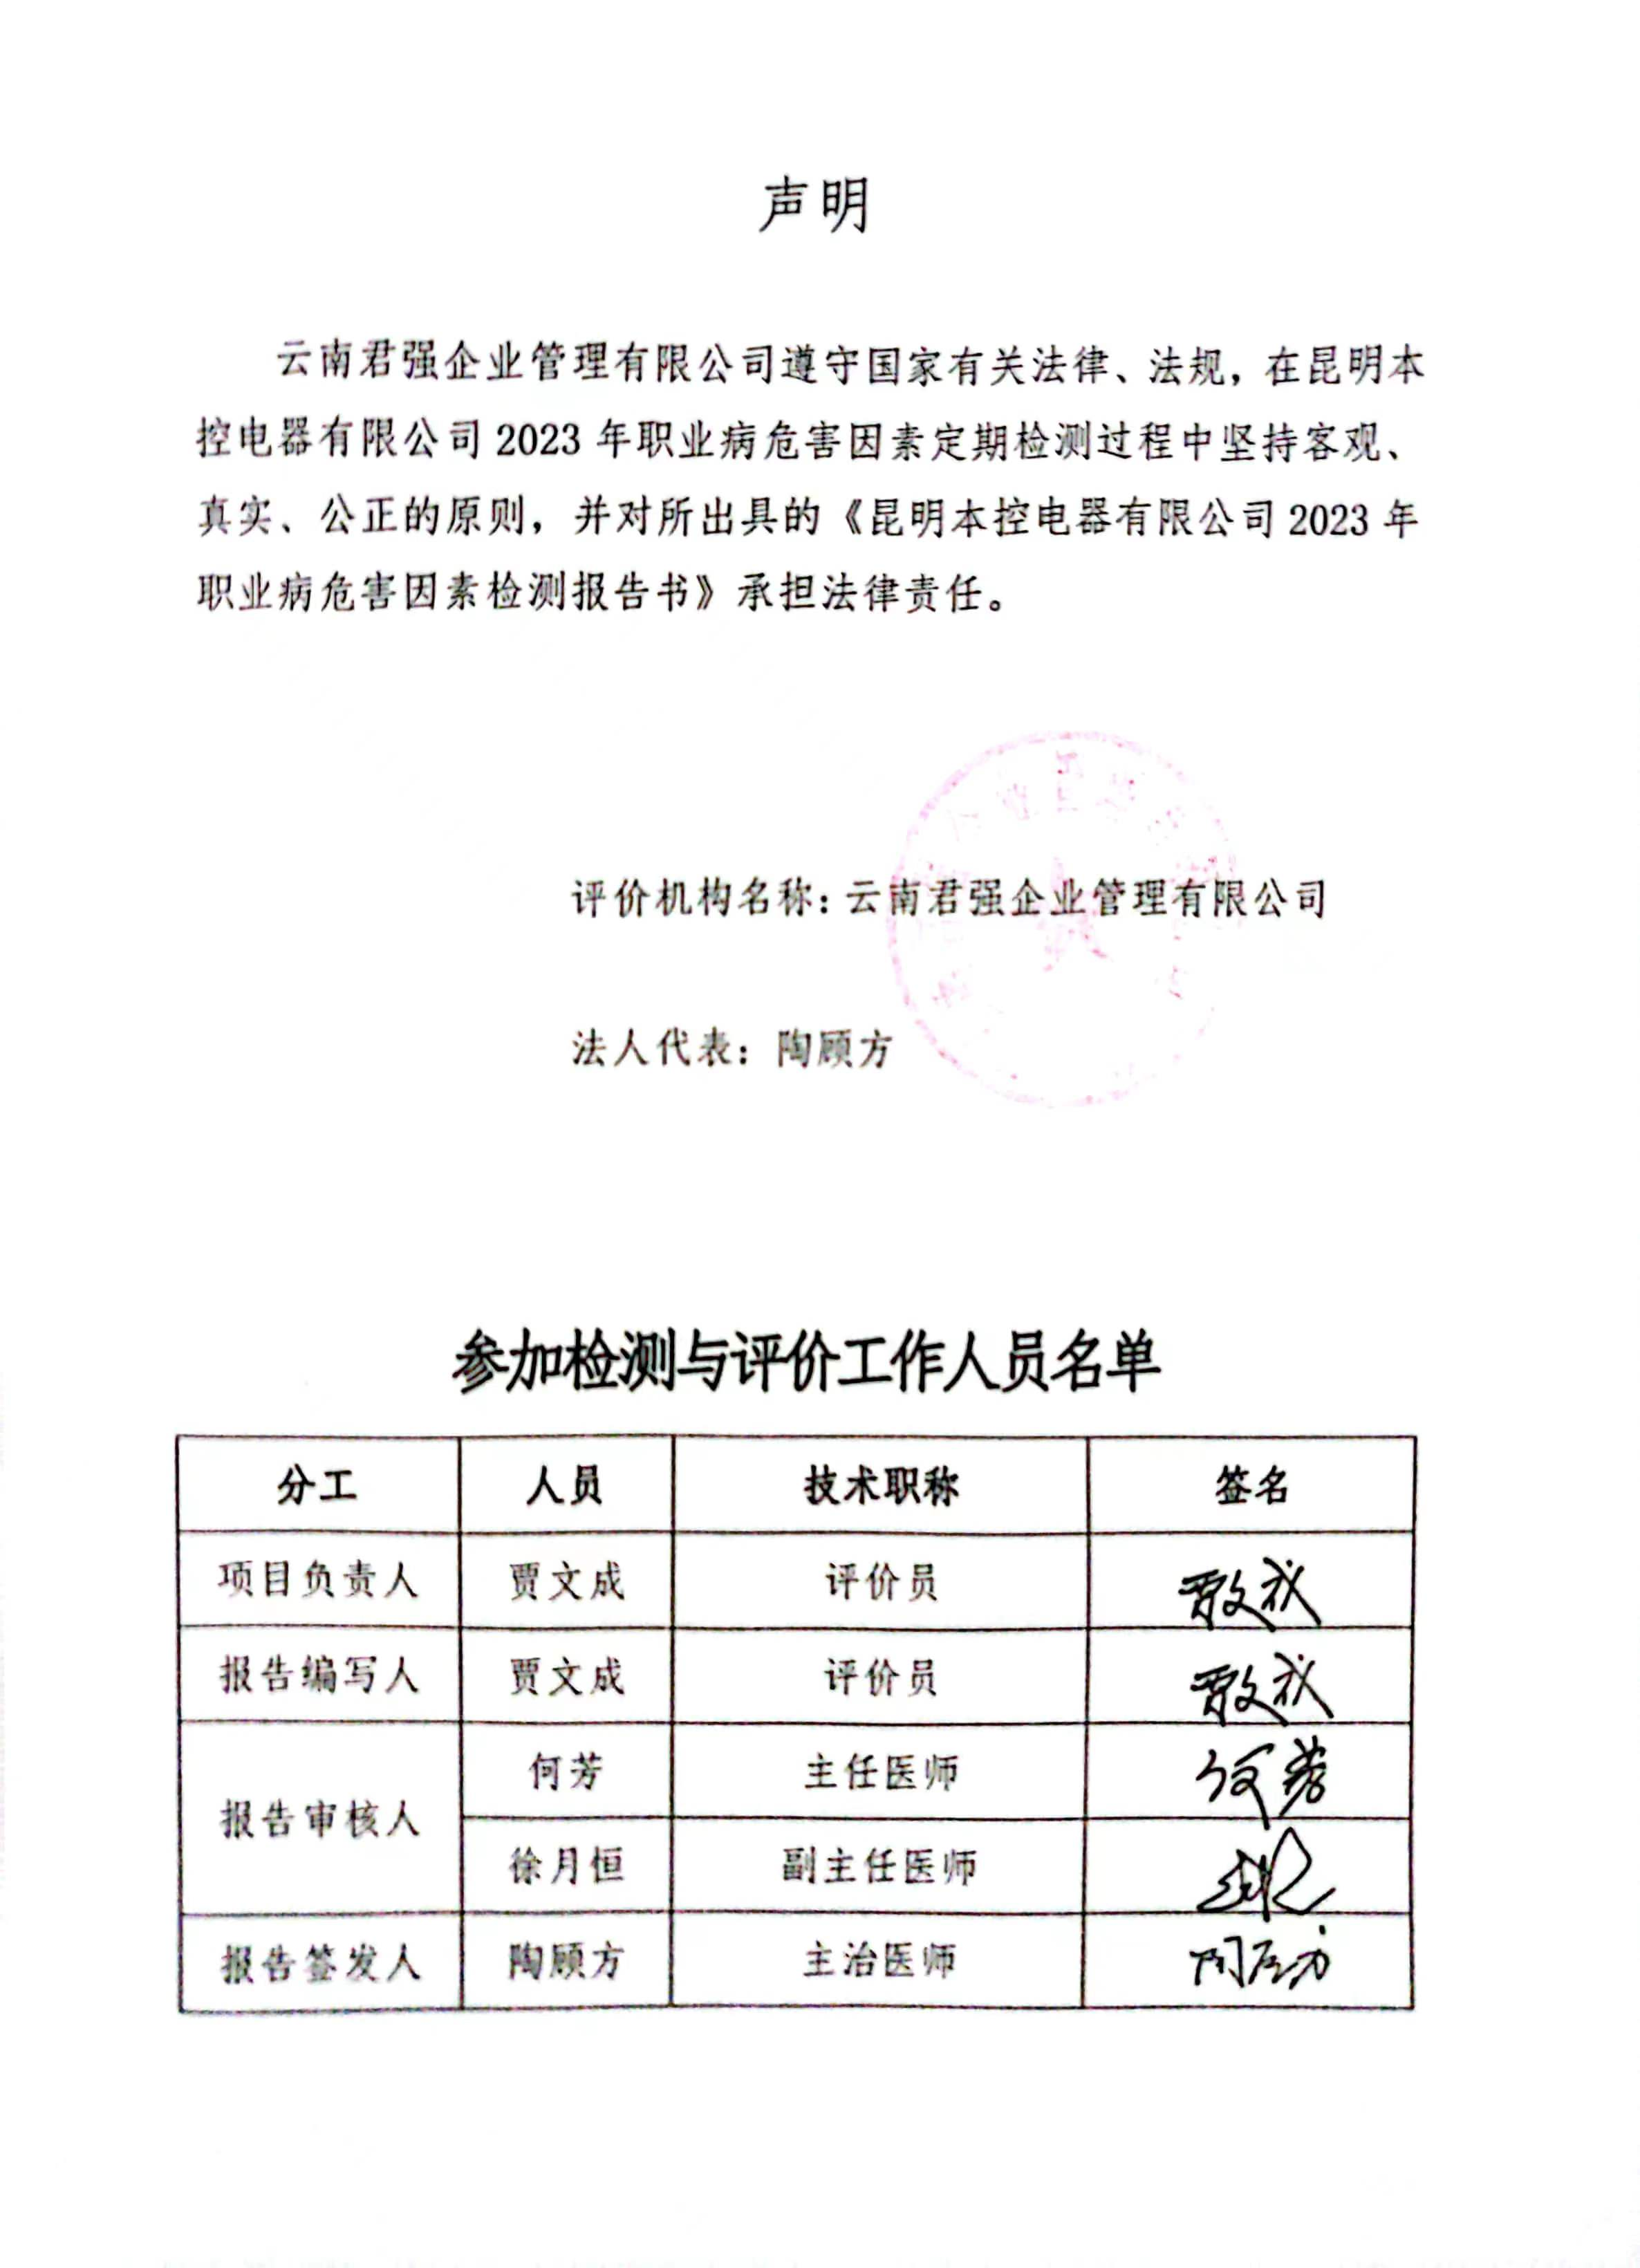 声明
云南君强企业管理有限公司遵守国家有关法律、法规，在昆明本
控电器有限公司2023年职业病危害因素定期检测过程中坚持客观、
真实、公正的原则，并对所出具的《昆明本控电器有限公司2023年
职业病危害因素检测报告书》承担法律责任。
评价机构名称：云南君强企业管理有限公司
法人代表：陶顾方
参加检测与评价工作人员名单
分工 人员 技术职称 签名
项目负责人 贾文成 评价员 贾文成
报告编写人 贾文成 评价员 贾文成
报告审核人 何芳 主任医师 何芳
徐月恒 副主任医师
报告签发人 陶顾方 主治医师